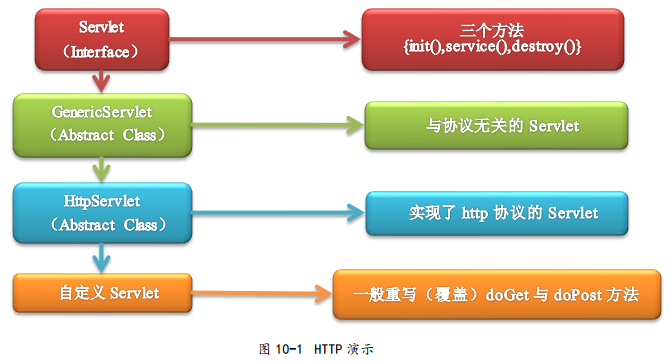 Servlet
（Interface）
三个方法
{init(),service(),destroy()}
GenericServlet
（Abstract Class）
与协议无关的 Servlet
HttpServlet
（Abstract Class）
实现了 http 协议的 Servlet
自定义 Servlet
一般重写（覆盖）doGet 与 doPost 方法
图 10-1 HTTP 演示